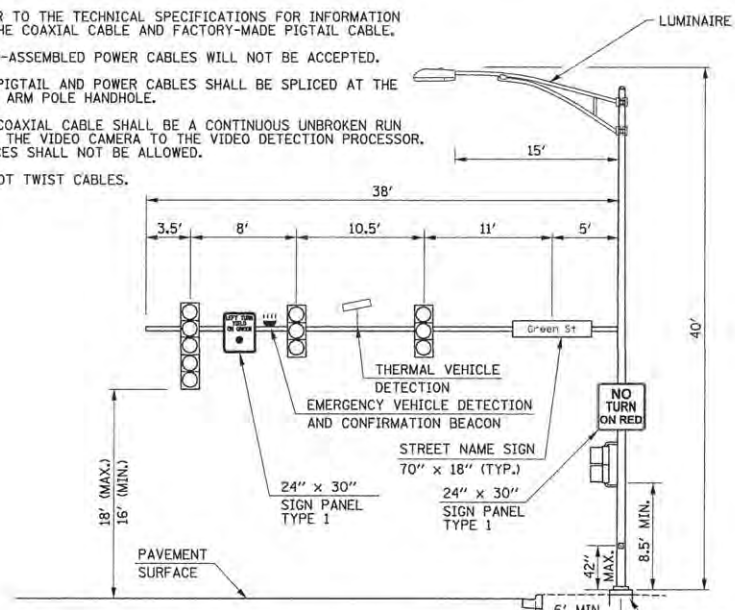 R TO THE TECHNICAL SPECIFICATIONS FOR INFORMATION
HE COAXIAL CABLE AND FACTORY-MADE PIGTAIL CABLE.
-ASSEMBLED POWER CABLES WILL NOT BE ACCEPTED.
PIGTAIL AND POWER CABLES SHALL BE SPLICED AT THE
ARM POLE HANDHOLE.
COAXIAL CABLE SHALL BE A CONTINUOUS UNBROKEN RUN
THE VIDEO CAMERA TO THE VIDEO DETECTION PROCESSOR.
CES SHALL NOT BE ALLOWED.
OT TWIST CABLES.
LUMINAIRE
15'
38'
3.5'
8'
10.5'
11'
5'
40'
LEFT TURN
YIELD
ON GREEN
Green St
THERMAL VEHICLE
DETECTION
EMERGENCY VEHICLE DETECTION
AND CONFIRMATION BEACON
NO
TURN
ON RED
STREET NAME SIGN
70" x 18" (TYP.)
24" x 30"
SIGN PANEL
TYPE 1
24" x 30"
SIGN PANEL
TYPE 1
18' (MAX.)
16' (MIN.)
PAVEMENT
SURFACE
42"
MAX.
8.5' MIN.
6' MIN